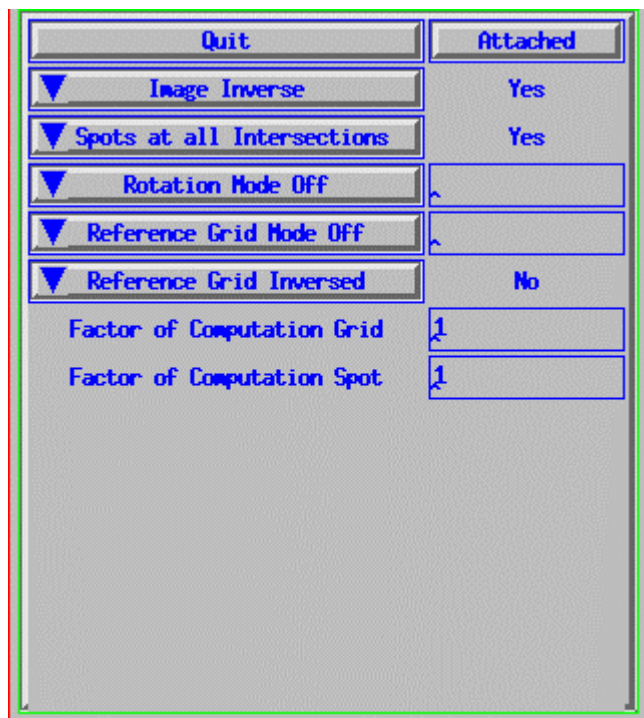 Quit Attached
Image Inverse Yes
Spots at all Intersections Yes
Rotation Mode Off
Reference Grid Mode Off
Reference Grid Inversed No
Factor of Computation Grid 1
Factor of Computation Spot 1